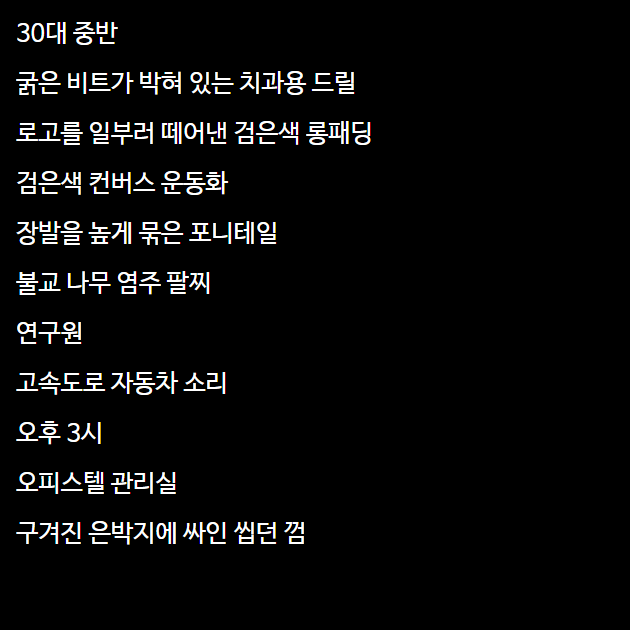 30대 중반
굵은 비트가 박혀 있는 치과용 드릴
로고를 일부러 떼어낸 검은색 롱패딩
검은색 컨버스 운동화
장발을 높게 묶은 포니테일
불교 나무 염주 팔찌
연구원
고속도로 자동차 소리
오후 3시
오피스텔 관리실
구겨진 은박지에 싸인 씹던 껌